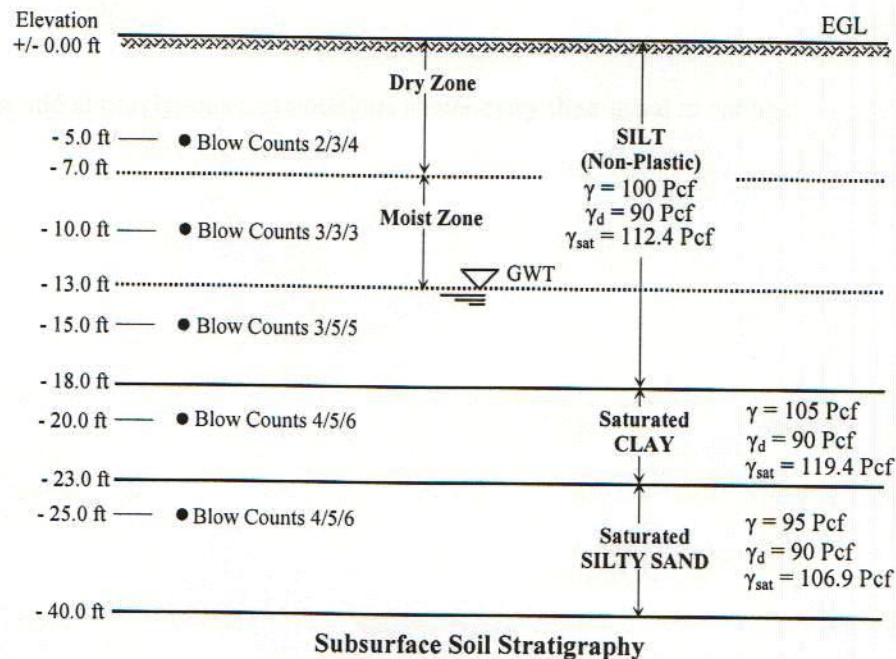 Elevation
+/- 0.00 ft
EGL
Dry Zone
- 5.0 ft
Blow Counts 2/3/4
- 7.0 ft
SILT
(Non-Plastic)
γ = 100 Pcf
γd = 90 Pcf
γsat = 112.4 Pcf
Moist Zone
- 10.0 ft
Blow Counts 3/3/3
GWT
- 13.0 ft
- 15.0 ft
Blow Counts 3/5/5
- 18.0 ft
- 20.0 ft
Blow Counts 4/5/6
Saturated
CLAY
γ = 105 Pcf
γd = 90 Pcf
γsat = 119.4 Pcf
- 23.0 ft
- 25.0 ft
Blow Counts 4/5/6
Saturated
SILTY SAND
γ = 95 Pcf
γd = 90 Pcf
γsat = 106.9 Pcf
- 40.0 ft
Subsurface Soil Stratigraphy